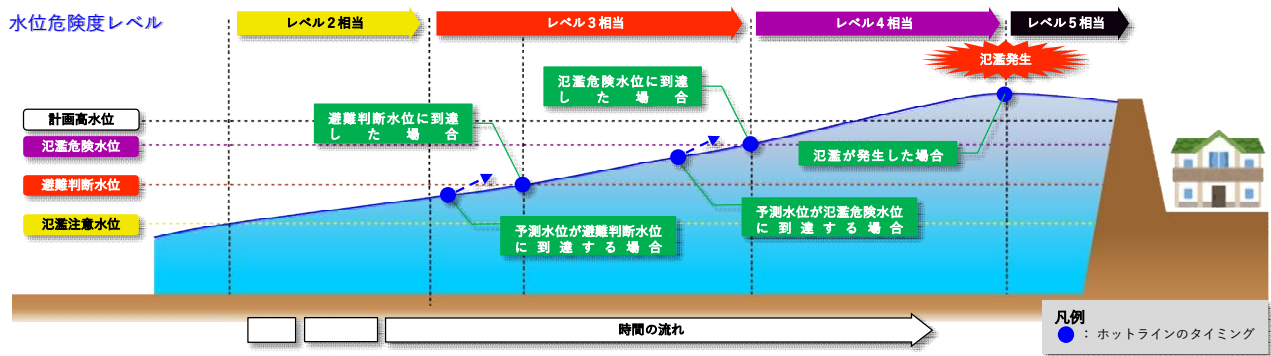 水位危険度レベル
レベル２相当
レベル３相当
レベル４相当
レベル５相当
氾濫発生
氾濫危険水位に到達
した場合
避難判断水位に到達
した場合
計画高水位
氾濫危険水位
避難判断水位
氾濫注意水位
氾濫が発生した場合
予測水位が避難判断水位
に到達する場合
予測水位が氾濫危険水位
に到達する場合
時間の流れ
凡例
：ホットラインのタイミング